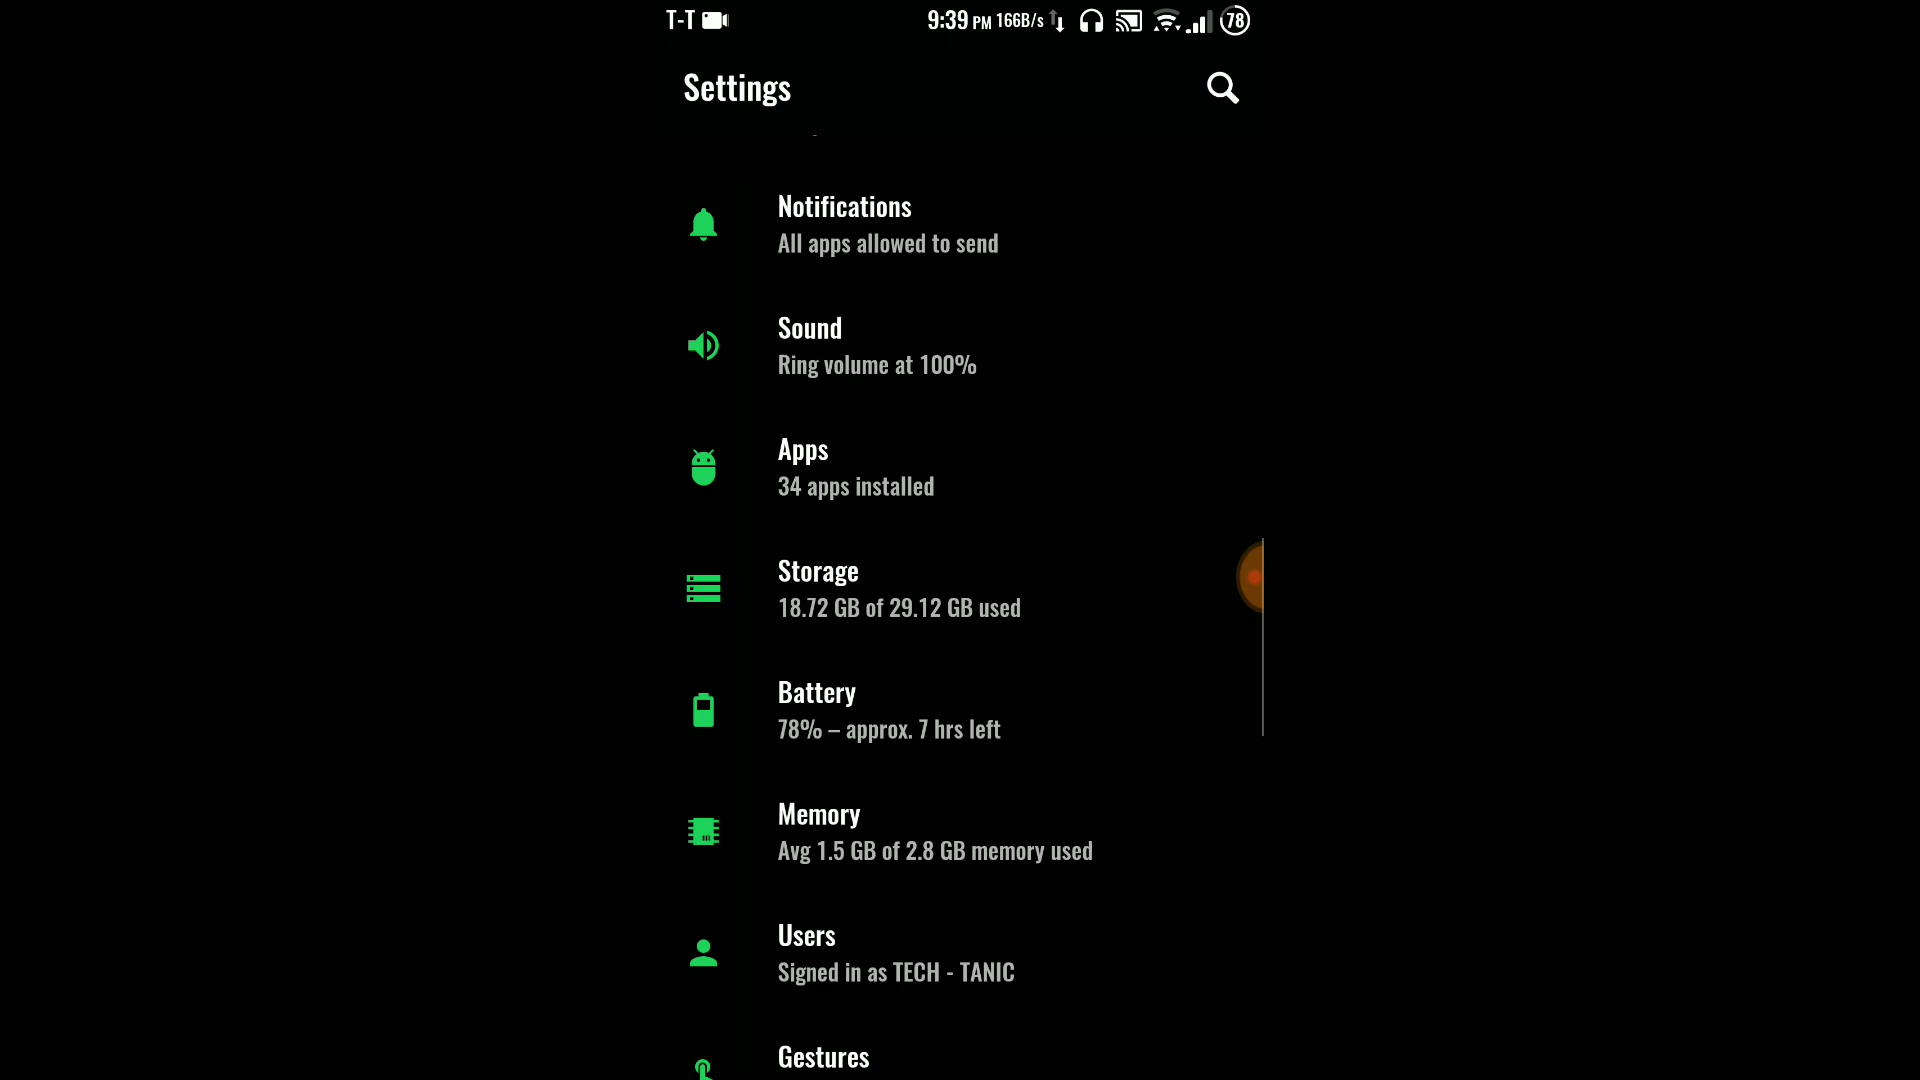 T-T 9:39 PM 166B/s 78
Settings
Notifications
All apps allowed to send
Sound
Ring volume at 100%
Apps
34 apps installed
Storage
18.72 GB of 29.12 GB used
Battery
78% – approx. 7 hrs left
Memory
Avg 1.5 GB of 2.8 GB memory used
Users
Signed in as TECH - TANIC
Gestures